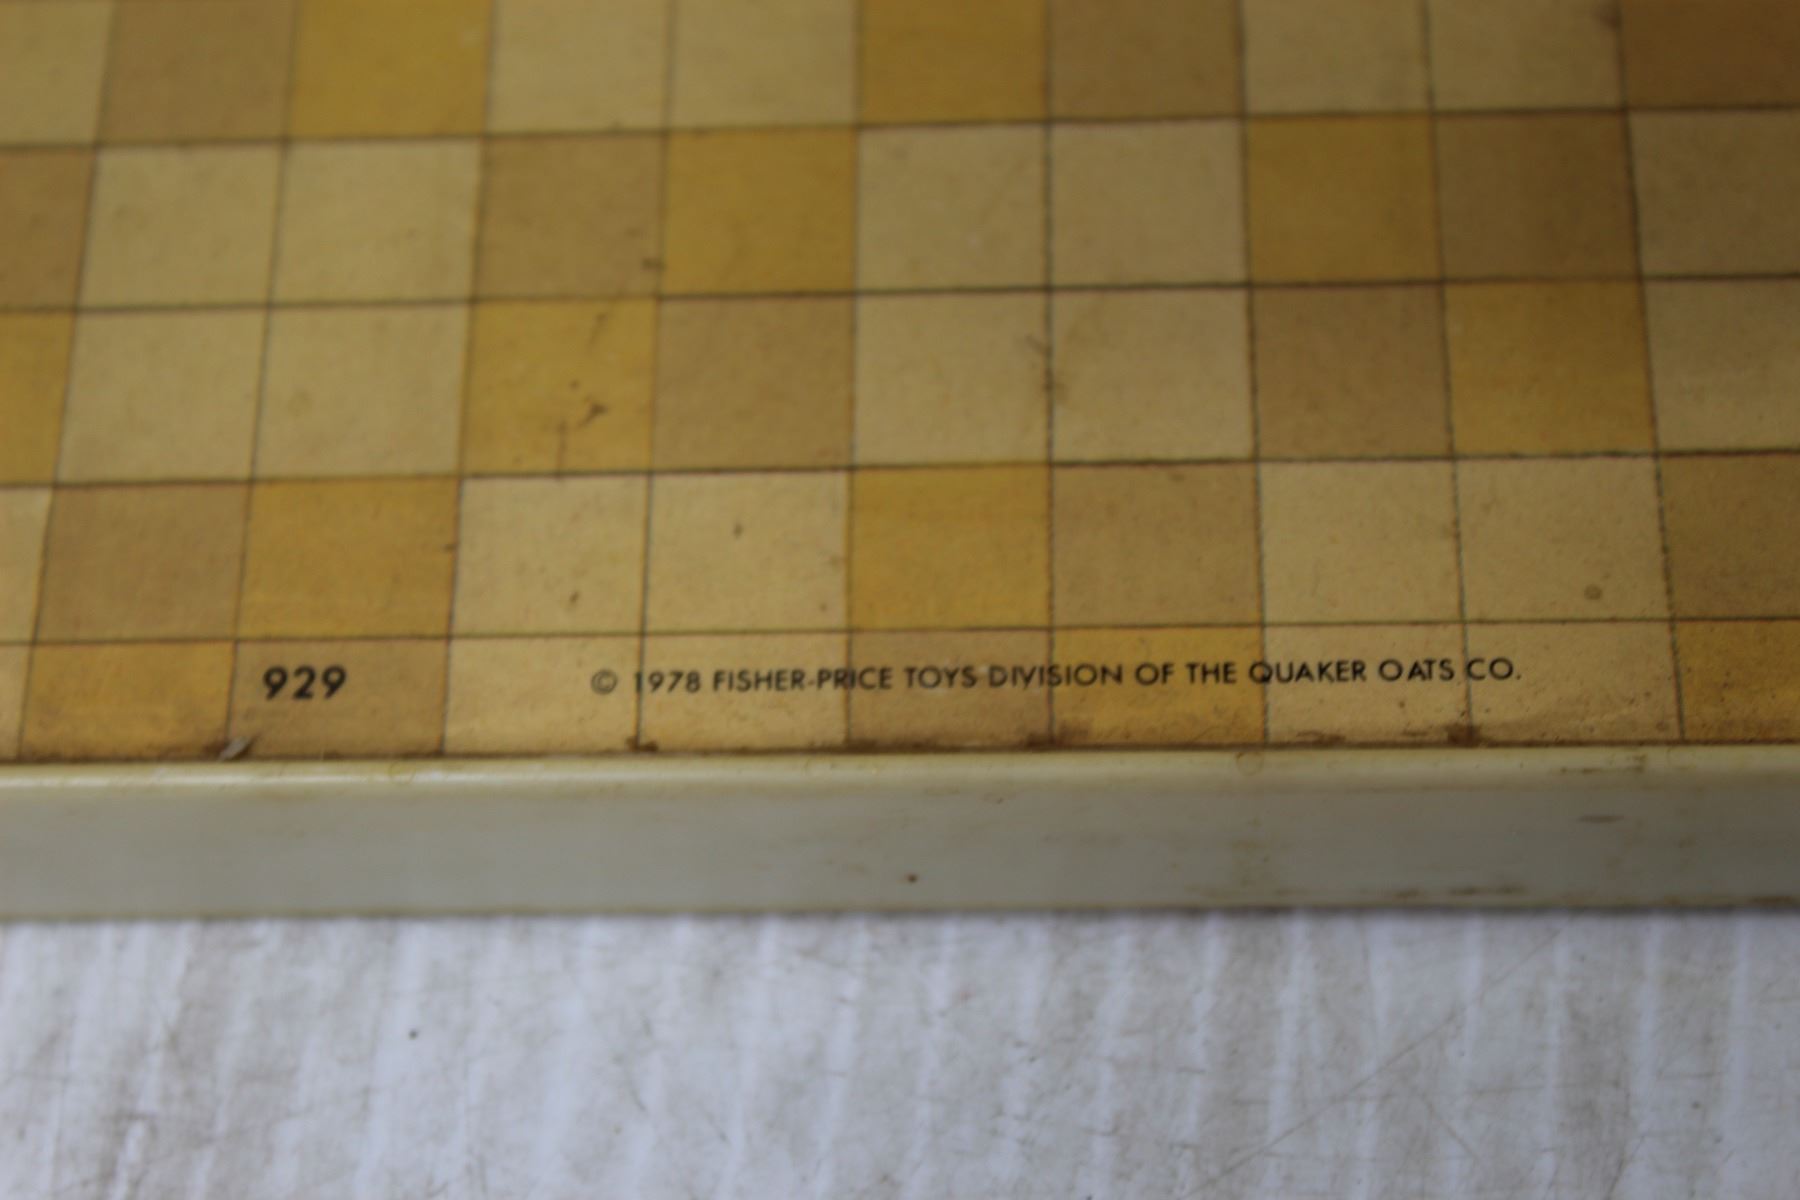 929 © 1978 FISHER-PRICE TOYS DIVISION OF THE QUAKER OATS CO.